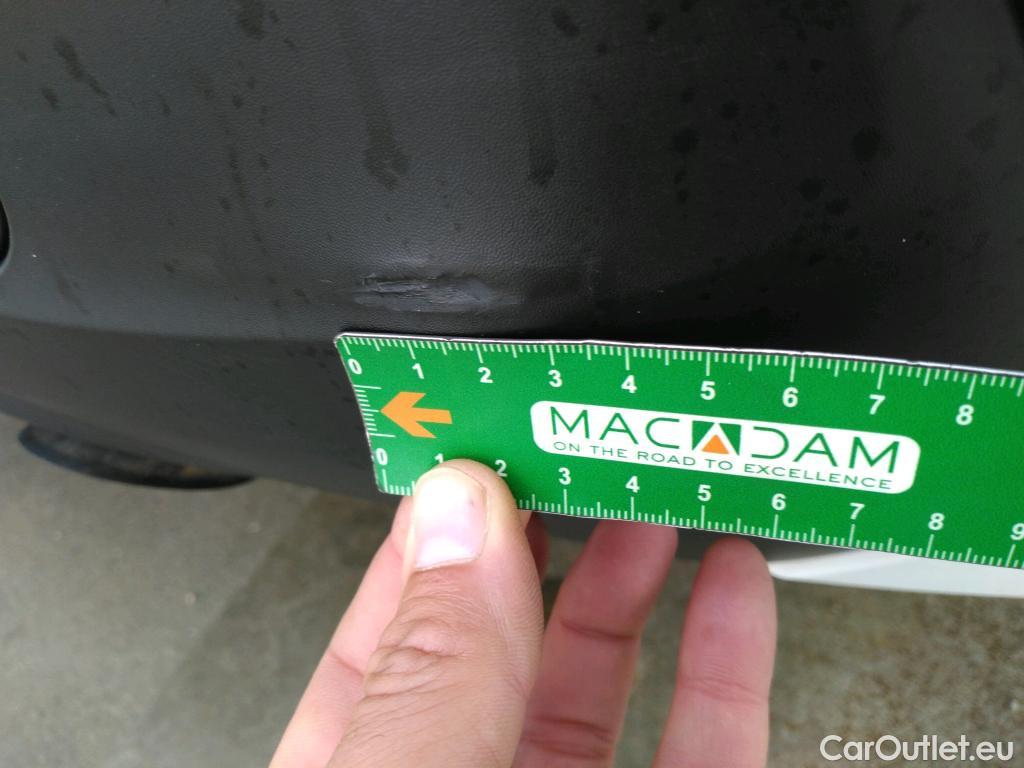 0 1 2 3 4 5 6 7 8
MACADAM
ON THE ROAD TO EXCELLENCE
0 1 2 3 4 5 6 7 8 9
CarOutlet.eu